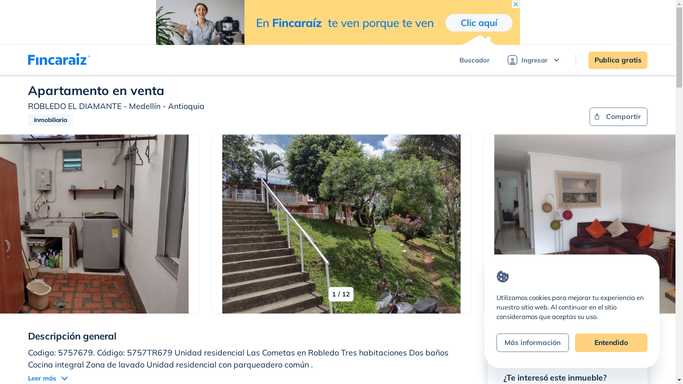 En Fincaraíz te ven porque te ven
Clic aquí
Fincaraiz
Buscador
Ingresar
Publica gratis
Apartamento en venta
ROBLEDO EL DIAMANTE - Medellín - Antioquia
Inmobiliaria
Compartir
1 / 12
Utilizamos cookies para mejorar tu experiencia en
nuestro sitio web. Al continuar en el sitio
consideramos que aceptas su uso.
Más información
Entendido
Descripción general
Codigo: 5757679. Código: 5757TR679 Unidad residencial Las Cometas en Robledo Tres habitaciones Dos baños
Cocina integral Zona de lavado Unidad residencial con parqueadero común .
Leer más
¿Te interesó este inmueble?